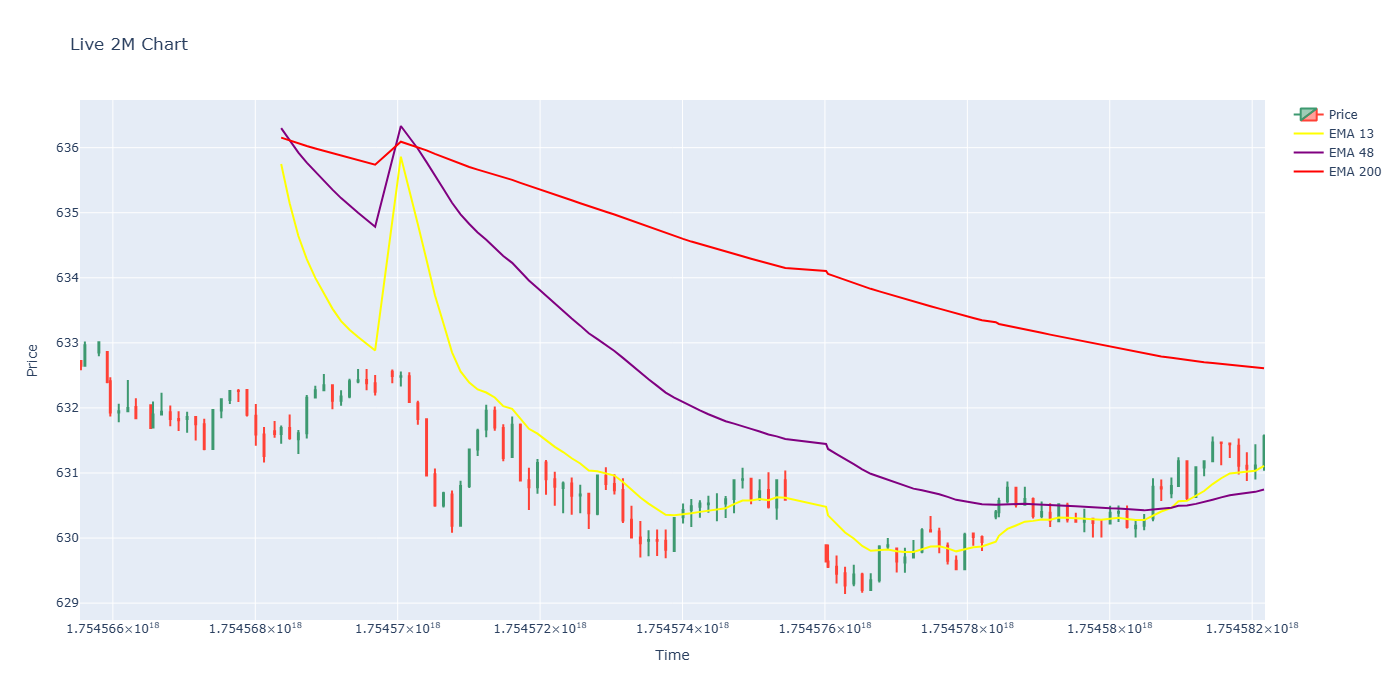 Live 2M Chart
Price
EMA 13
EMA 48
EMA 200
636
635
634
633
632
631
630
629
Price
1.754566×10¹⁸
1.754568×10¹⁸
1.75457×10¹⁸
1.754572×10¹⁸
1.754574×10¹⁸
1.754576×10¹⁸
1.754578×10¹⁸
1.75458×10¹⁸
1.754582×10¹⁸
Time